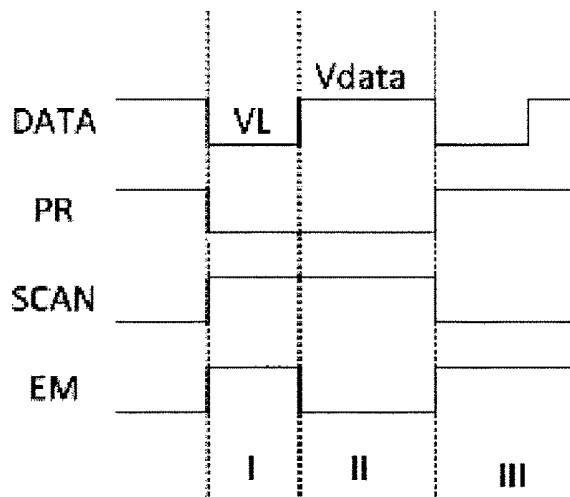 Vdata
DATA VL
PR
SCAN
EM
I II III